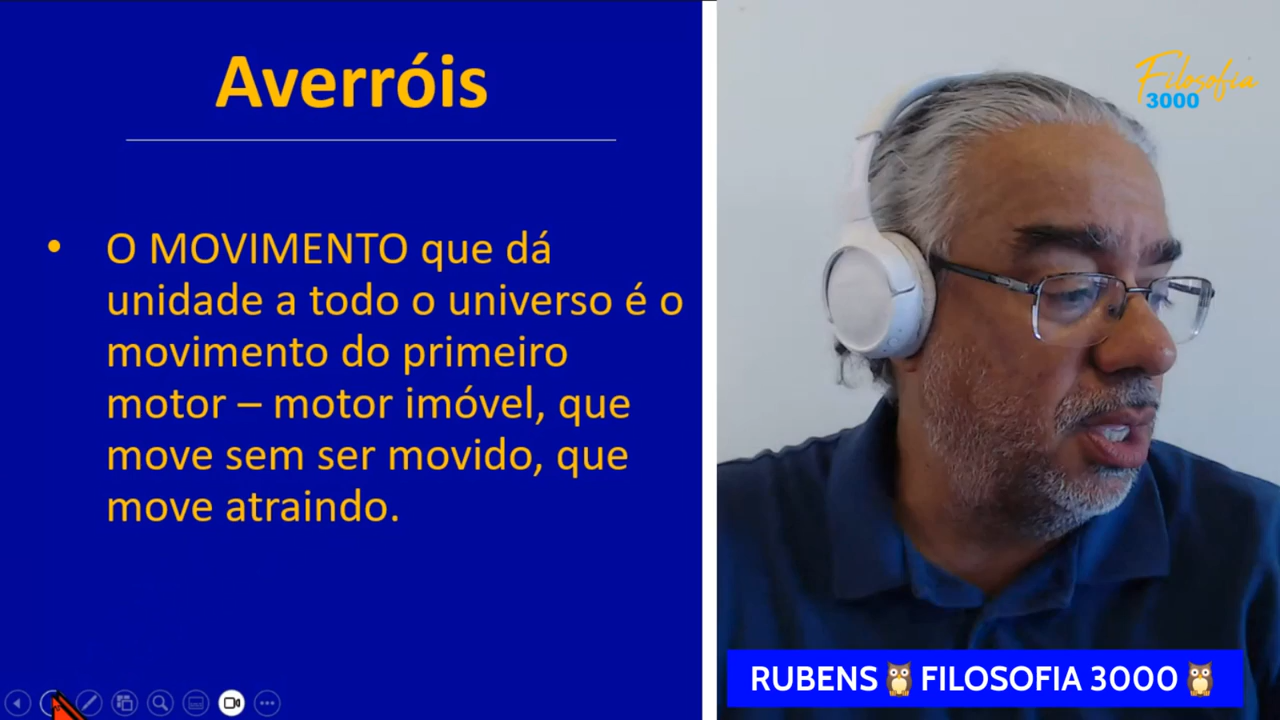 Averróis
• O MOVIMENTO que dá
unidade a todo o universo é o
movimento do primeiro
motor – motor imóvel, que
move sem ser movido, que
move atraindo.
Filosofia
3000
RUBENS🦉FILOSOFIA 3000🦉